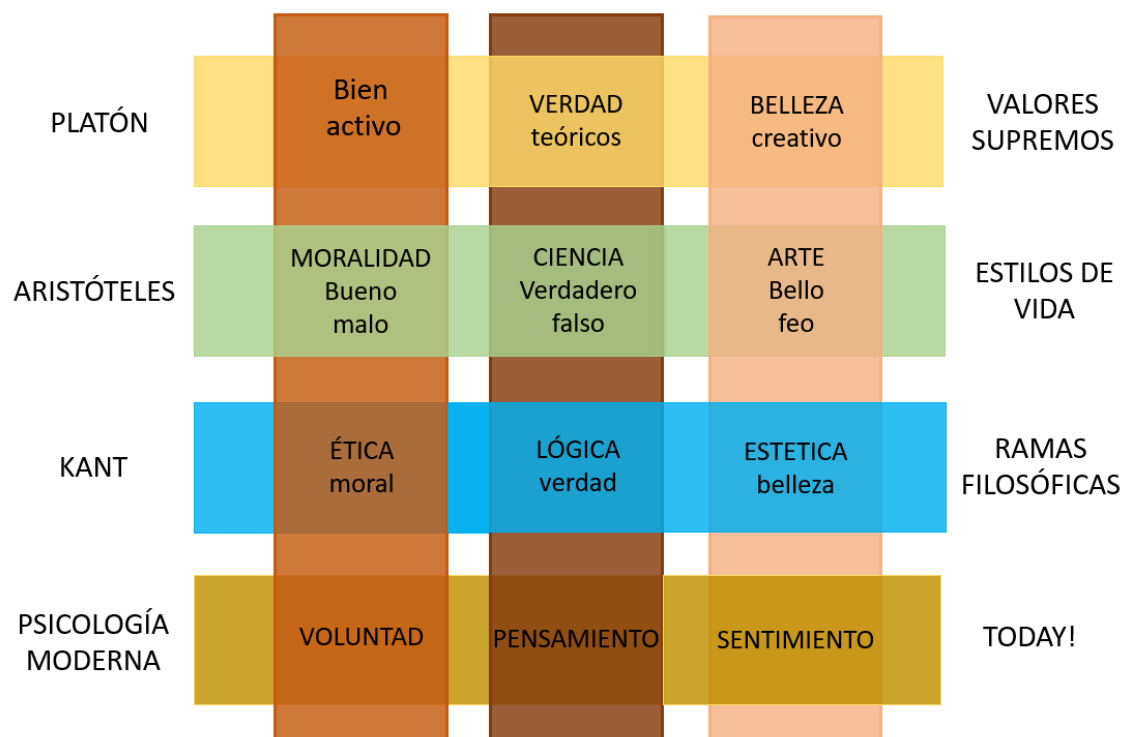 PLATÓN
Bien
activo
VERDAD
teóricos
BELLEZA
creativo
VALORES
SUPREMOS
ARISTÓTELES
MORALIDAD
Bueno
malo
CIENCIA
Verdadero
falso
ARTE
Bello
feo
ESTILOS DE
VIDA
KANT
ÉTICA
moral
LÓGICA
verdad
ESTETICA
belleza
RAMAS
FILOSÓFICAS
PSICOLOGÍA
MODERNA
VOLUNTAD
PENSAMIENTO
SENTIMIENTO
TODAY!